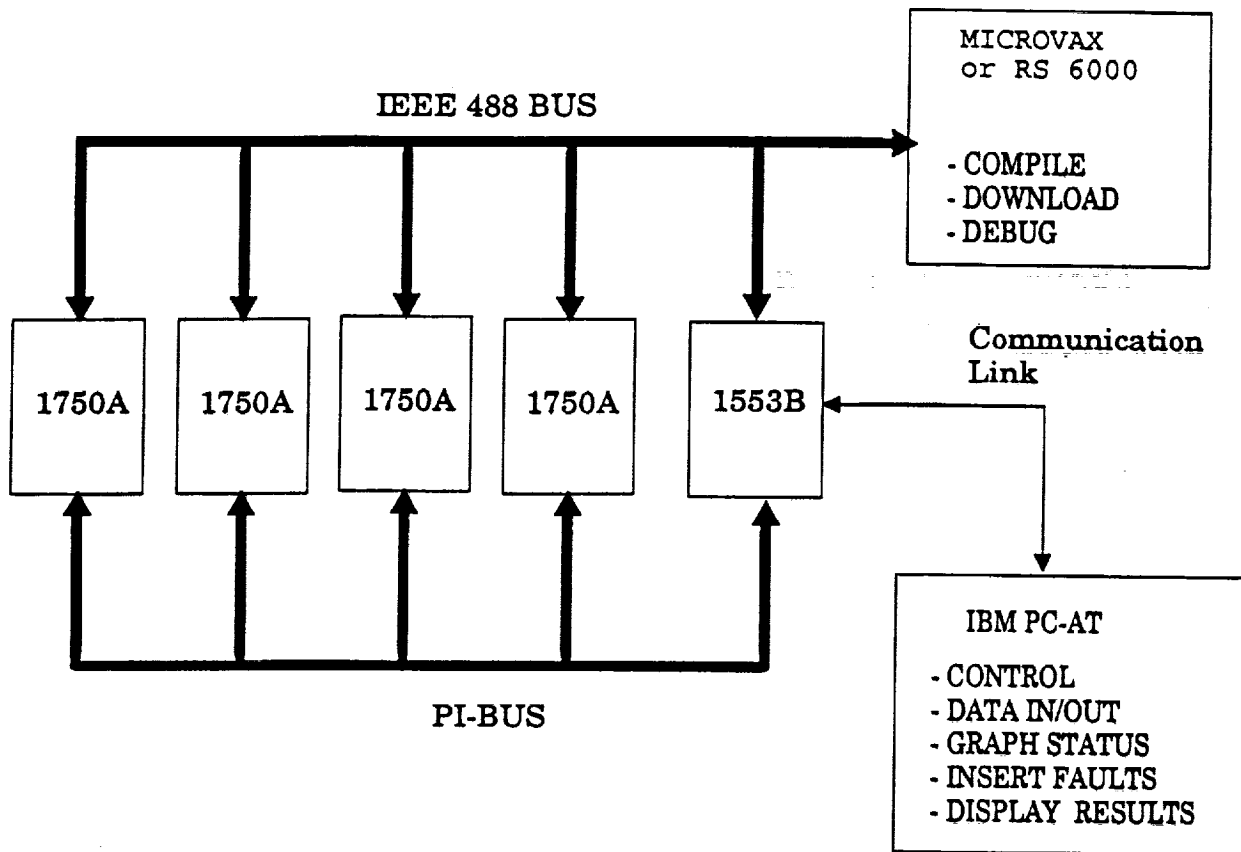 MICROVAX
or RS 6000
IEEE 488 BUS
- COMPILE
- DOWNLOAD
- DEBUG
Communication
Link
1750A
1750A
1750A
1750A
1553B
PI-BUS
IBM PC-AT
- CONTROL
- DATA IN/OUT
- GRAPH STATUS
- INSERT FAULTS
- DISPLAY RESULTS